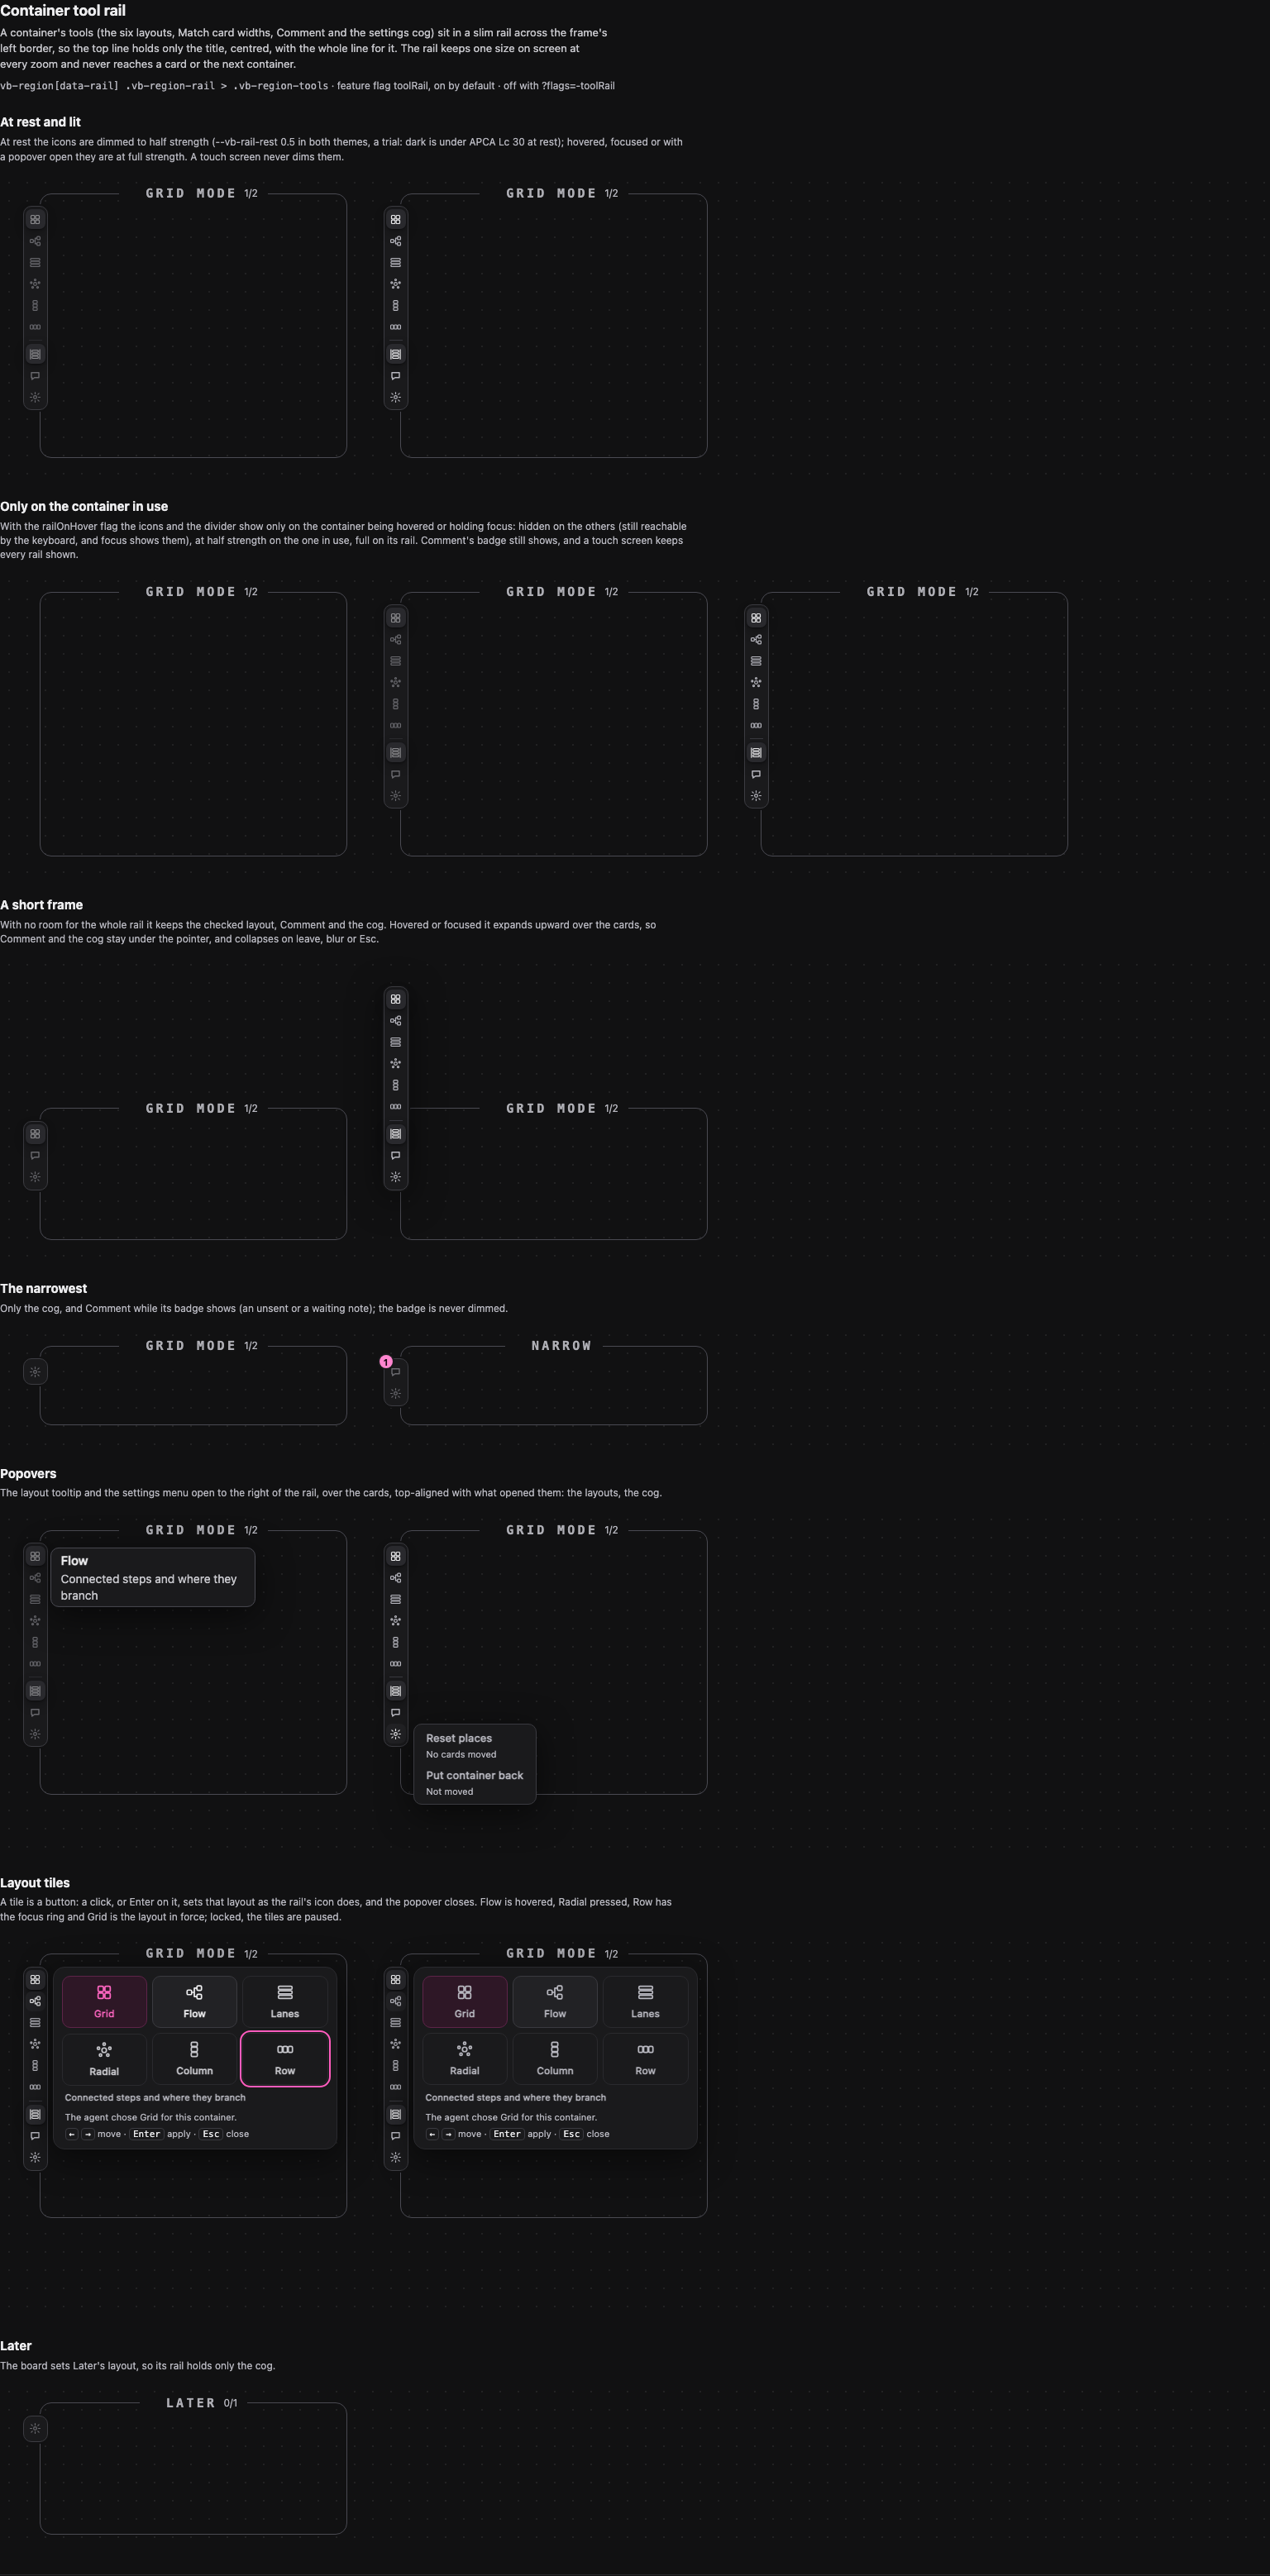 Container tool rail
A container's tools (the six layouts, Match card widths, Comment and the settings cog) sit in a slim rail across the frame's
left border, so the top line holds only the title, centred, with the whole line for it. The rail keeps one size on screen at
every zoom and never reaches a card or the next container.
vb-region[data-rail] .vb-region-rail > .vb-region-tools · feature flag toolRail, on by default · off with ?flags=-toolRail
At rest and lit
At rest the icons are dimmed to half strength (--vb-rail-rest 0.5 in both themes, a trial: dark is under APCA Lc 30 at rest); hovered, focused or with
a popover open they are at full strength. A touch screen never dims them.
GRID MODE 1/2
GRID MODE 1/2
Only on the container in use
With the railOnHover flag the icons and the divider show only on the container being hovered or holding focus: hidden on the others (still reachable
by the keyboard, and focus shows them), at half strength on the one in use, full on its rail. Comment's badge still shows, and a touch screen keeps
every rail shown.
GRID MODE 1/2
GRID MODE 1/2
GRID MODE 1/2
A short frame
With no room for the whole rail it keeps the checked layout, Comment and the cog. Hovered or focused it expands upward over the cards, so
Comment and the cog stay under the pointer, and collapses on leave, blur or Esc.
GRID MODE 1/2
GRID MODE 1/2
The narrowest
Only the cog, and Comment while its badge shows (an unsent or a waiting note); the badge is never dimmed.
GRID MODE 1/2
NARROW
1
Popovers
The layout tooltip and the settings menu open to the right of the rail, over the cards, top-aligned with what opened them: the layouts, the cog.
GRID MODE 1/2
Flow
Connected steps and where they
branch
GRID MODE 1/2
Reset places
No cards moved
Put container back
Not moved
Layout tiles
A tile is a button: a click, or Enter on it, sets that layout as the rail's icon does, and the popover closes. Flow is hovered, Radial pressed, Row has
the focus ring and Grid is the layout in force; locked, the tiles are paused.
GRID MODE 1/2
Grid
Flow
Lanes
Radial
Column
Row
Connected steps and where they branch
The agent chose Grid for this container.
← → move · Enter apply · Esc close
GRID MODE 1/2
Grid
Flow
Lanes
Radial
Column
Row
Connected steps and where they branch
The agent chose Grid for this container.
← → move · Enter apply · Esc close
Later
The board sets Later's layout, so its rail holds only the cog.
LATER 0/1